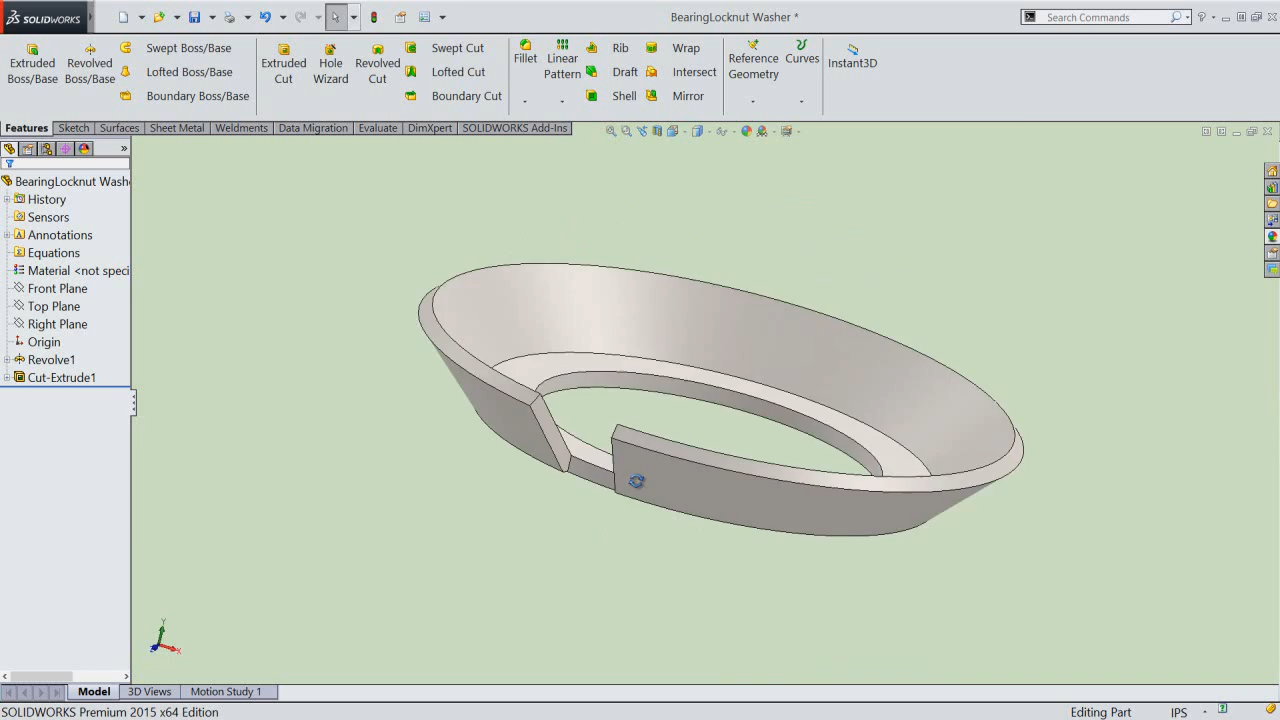 SOLIDWORKS
BearingLocknut Washer *
Search Commands
Extruded Boss/Base
Revolved Boss/Base
Swept Boss/Base
Lofted Boss/Base
Boundary Boss/Base
Extruded Cut
Hole Wizard
Revolved Cut
Swept Cut
Lofted Cut
Boundary Cut
Fillet
Linear Pattern
Rib
Draft
Shell
Wrap
Intersect
Mirror
Reference Geometry
Curves
Instant3D
Features Sketch Surfaces Sheet Metal Weldments Data Migration Evaluate DimXpert SOLIDWORKS Add-Ins
BearingLocknut Washe
History
Sensors
Annotations
Equations
Material <not speci
Front Plane
Top Plane
Right Plane
Origin
Revolve1
Cut-Extrude1
Y
X
Z
Model 3D Views Motion Study 1
SOLIDWORKS Premium 2015 x64 Edition Editing Part IPS